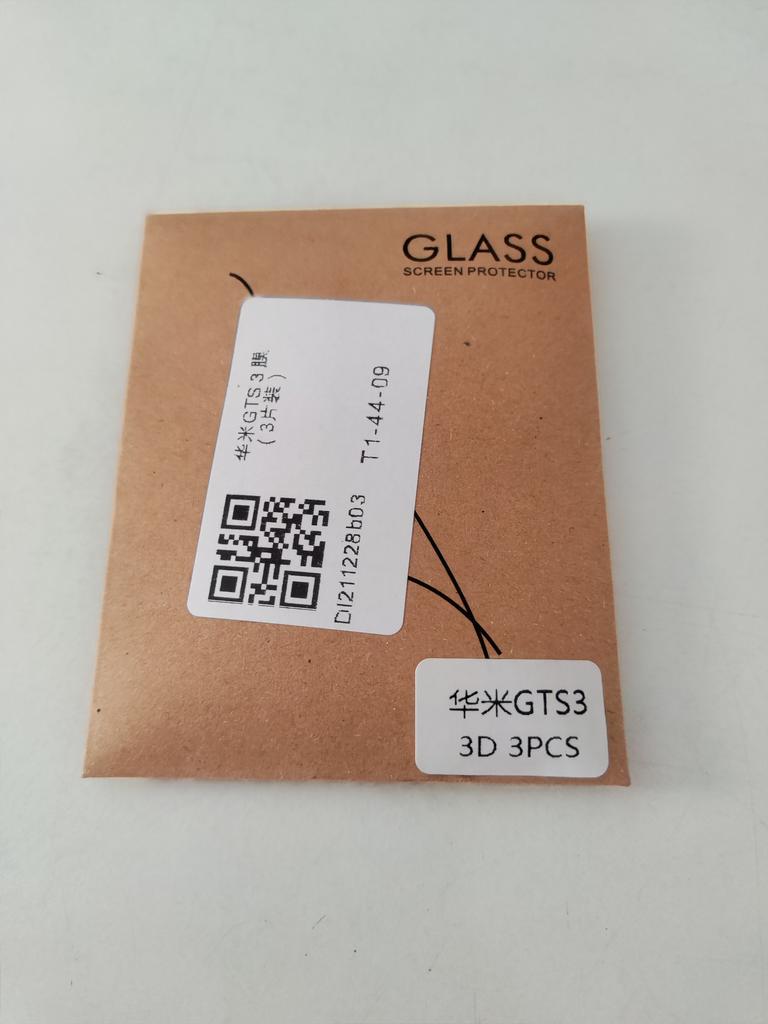 GLASS
SCREEN PROTECTOR
华米GTS3膜
(3片装)
T1-44-09
DI211228b03
华米GTS3
3D 3PCS